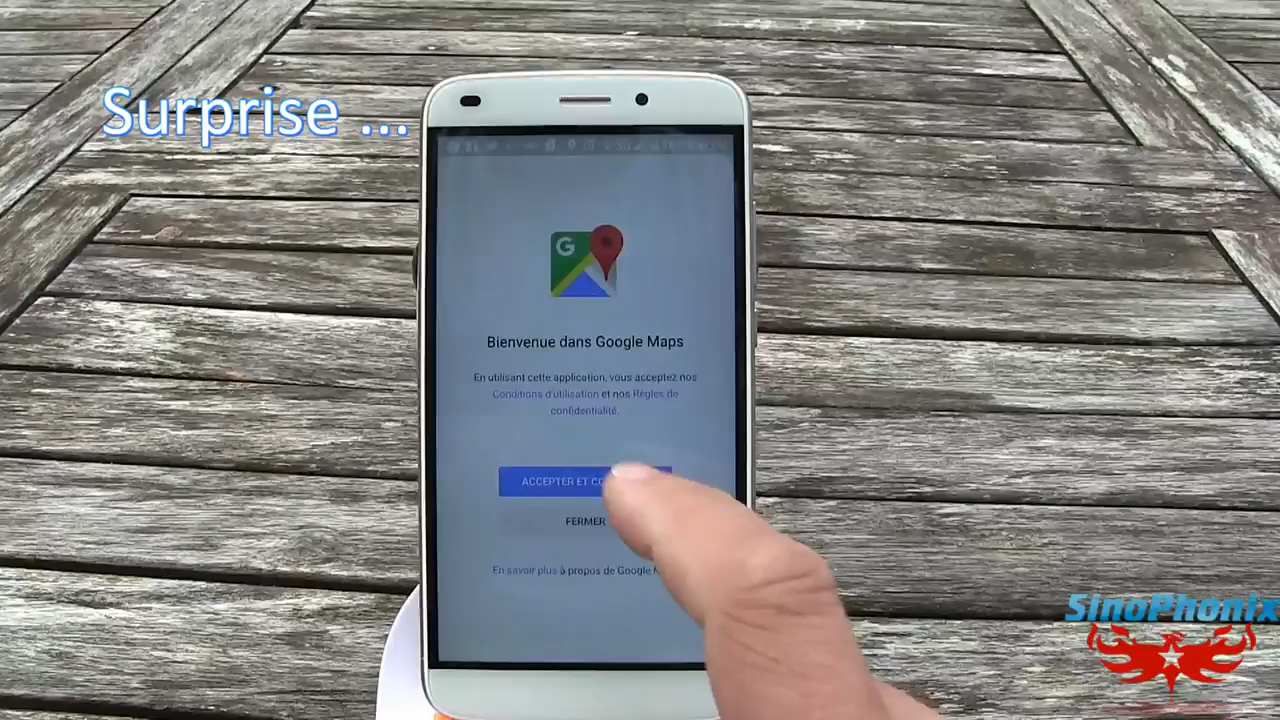 Surprise ...
G
Bienvenue dans Google Maps
En utilisant cette application, vous acceptez nos
Conditions d'utilisation et nos Règles de
confidentialité.
ACCEPTER ET CO
FERMER
En savoir plus à propos de Google
SinoPhonix